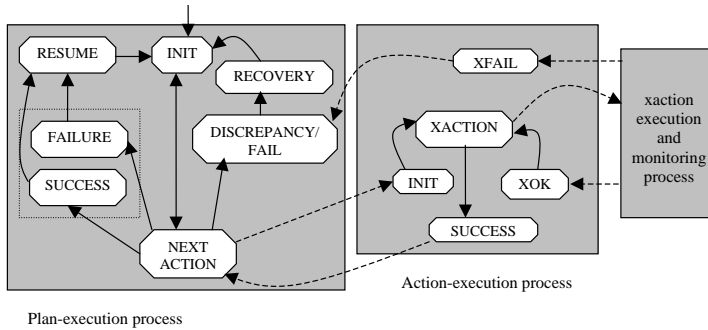 RESUME
INIT
RECOVERY
FAILURE
DISCREPANCY/
FAIL
SUCCESS
NEXT
ACTION
Plan-execution process
XFAIL
XACTION
INIT
XOK
SUCCESS
Action-execution process
xaction
execution
and
monitoring
process